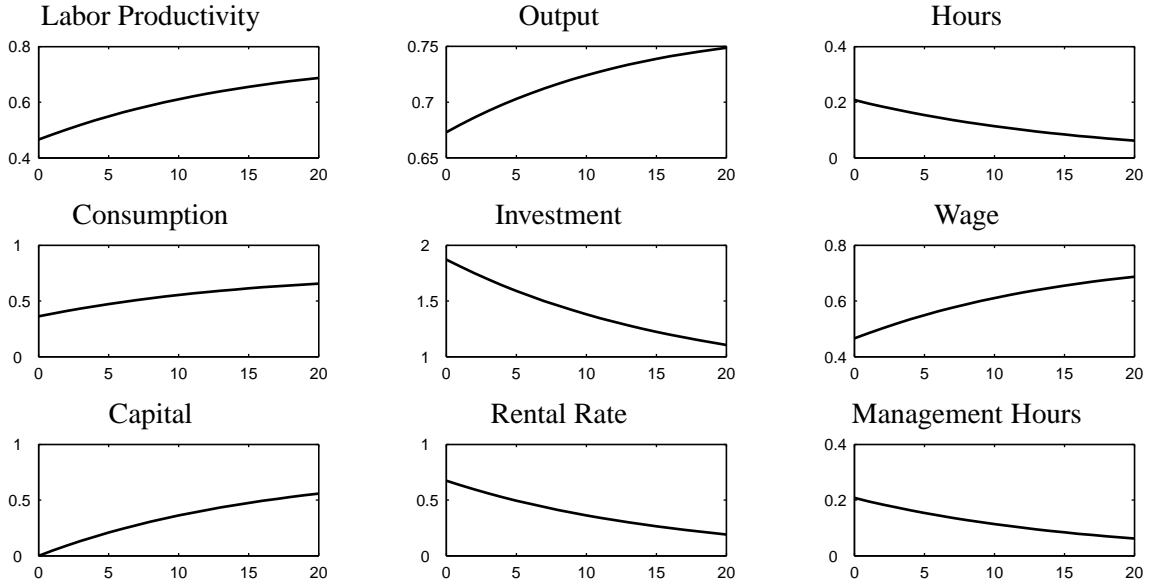 Labor Productivity
Output
Hours
0.8
0.6
0.4
0 5 10 15 20
0.75
0.7
0.65
0 5 10 15 20
0.4
0.2
0
0 5 10 15 20
Consumption
Investment
Wage
1
0.5
0
0 5 10 15 20
2
1.5
1
0 5 10 15 20
0.8
0.6
0.4
0 5 10 15 20
Capital
Rental Rate
Management Hours
1
0.5
0
0 5 10 15 20
1
0.5
0
0 5 10 15 20
0.4
0.2
0
0 5 10 15 20